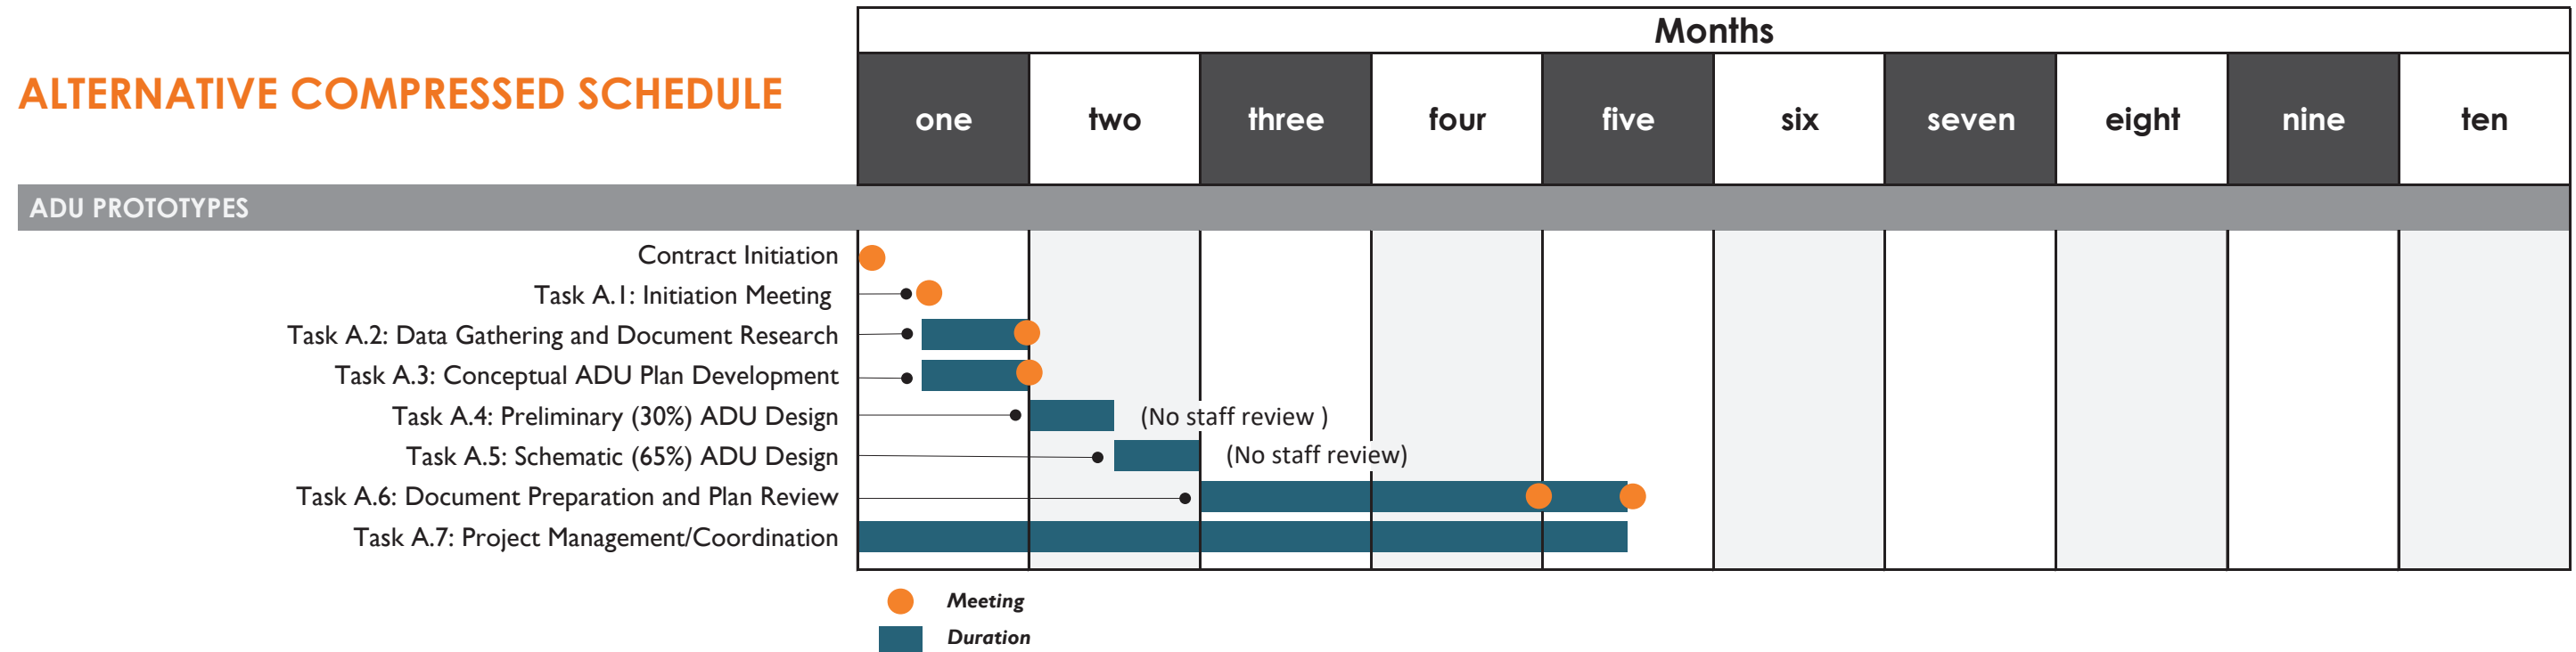 Months
ALTERNATIVE COMPRESSED SCHEDULE
one two three four five six seven eight nine ten
ADU PROTOTYPES
Contract Initiation
Task A.1: Initiation Meeting
Task A.2: Data Gathering and Document Research
Task A.3: Conceptual ADU Plan Development
Task A.4: Preliminary (30%) ADU Design (No staff review )
Task A.5: Schematic (65%) ADU Design (No staff review)
Task A.6: Document Preparation and Plan Review
Task A.7: Project Management/Coordination
Meeting
Duration